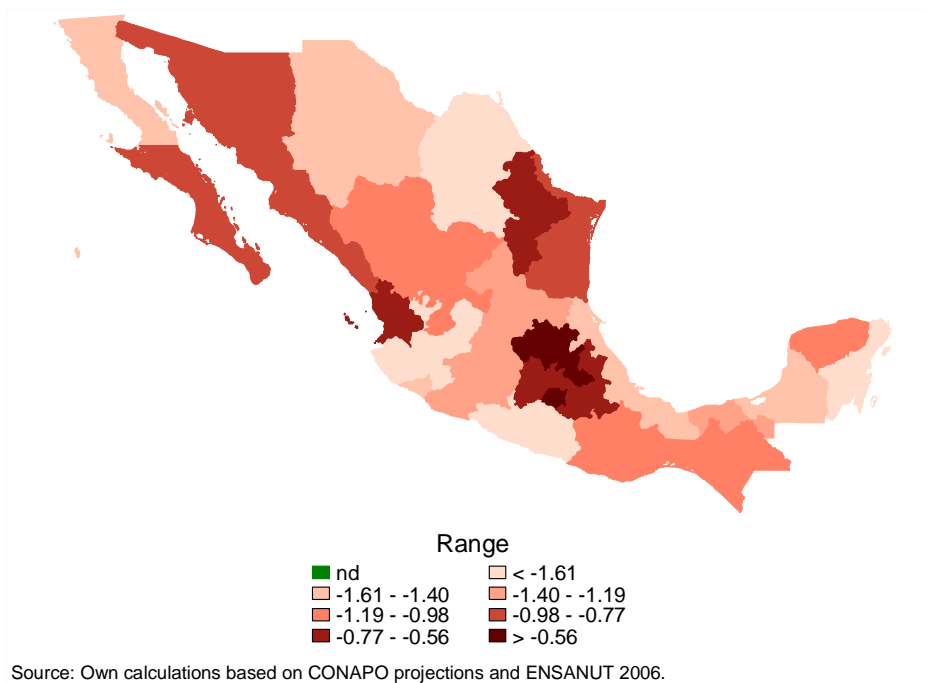 Range
nd < -1.61
-1.61 - -1.40 -1.40 - -1.19
-1.19 - -0.98 -0.98 - -0.77
-0.77 - -0.56 > -0.56
Source: Own calculations based on CONAPO projections and ENSANUT 2006.